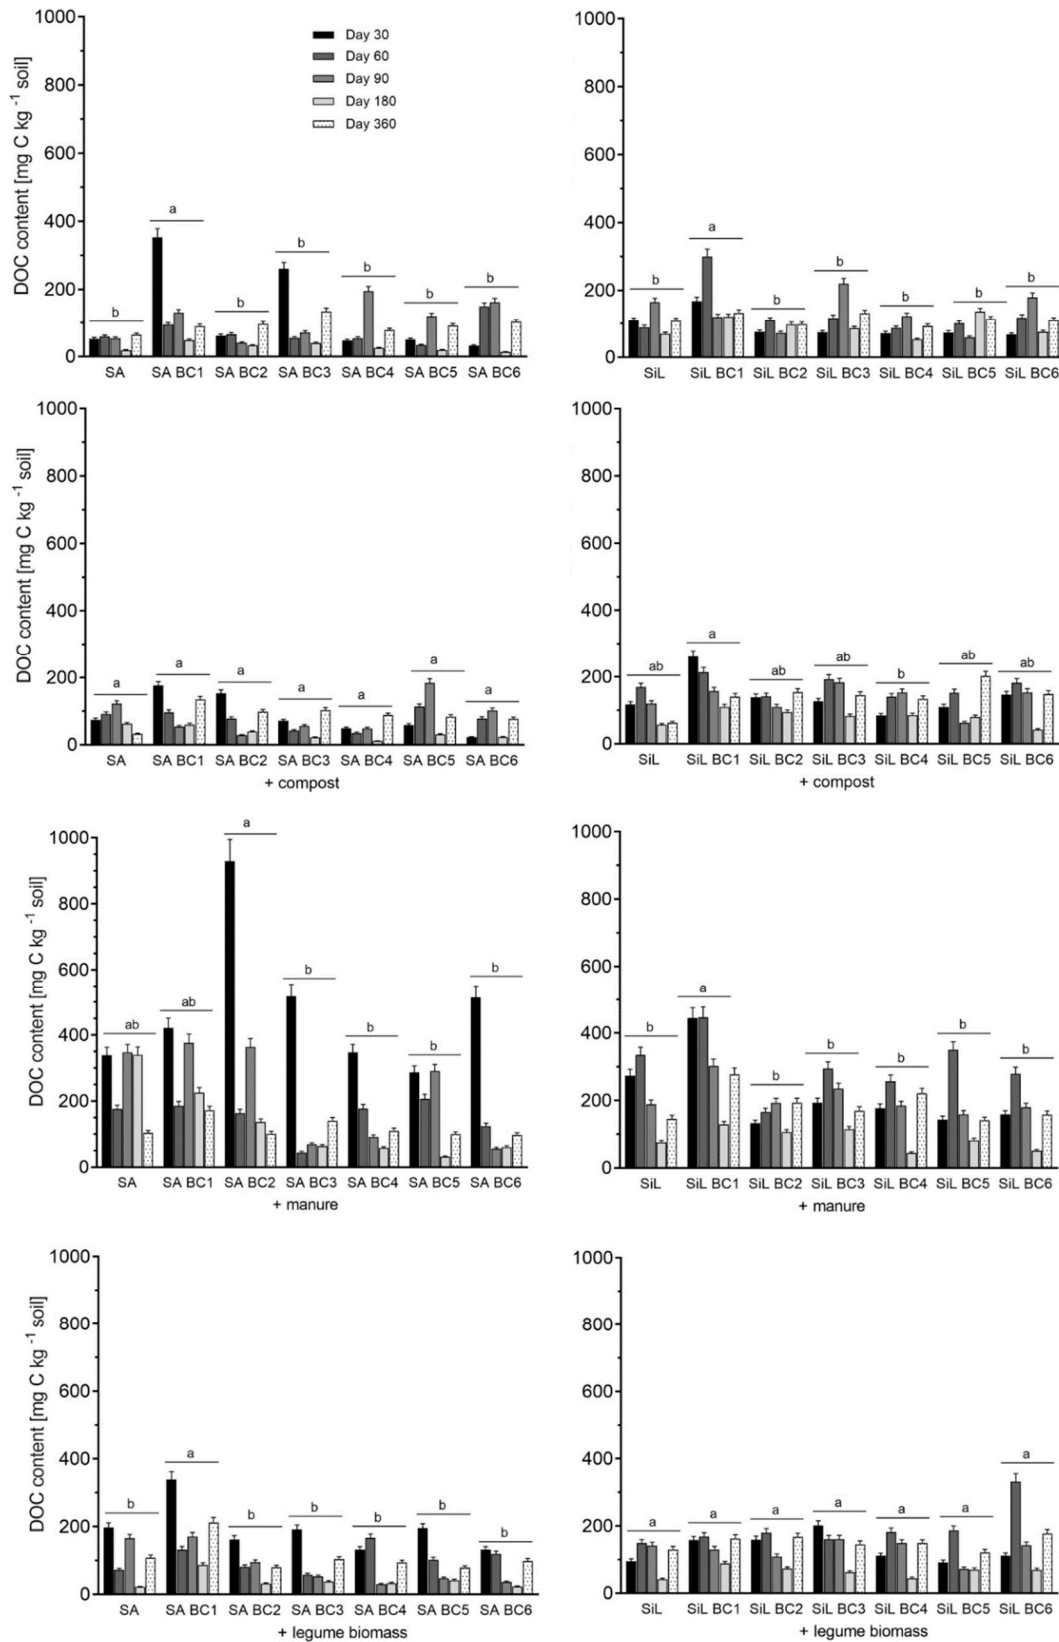 1000
800
600
400
200
0
DOC content [mg C kg -1 soil]
Day 30
Day 60
Day 90
Day 180
Day 360
b
a
b
b
b
b
b
SA
SA BC1
SA BC2
SA BC3
SA BC4
SA BC5
SA BC6
1000
800
600
400
200
0
b
a
b
b
b
b
b
SiL
SiL BC1
SiL BC2
SiL BC3
SiL BC4
SiL BC5
SiL BC6
1000
800
600
400
200
0
DOC content [mg C kg -1 soil]
a
a
a
a
a
a
a
SA
SA BC1
SA BC2
SA BC3
SA BC4
SA BC5
SA BC6
+ compost
1000
800
600
400
200
0
ab
a
ab
ab
b
ab
ab
SiL
SiL BC1
SiL BC2
SiL BC3
SiL BC4
SiL BC5
SiL BC6
+ compost
1000
800
600
400
200
0
DOC content [mg C kg -1 soil]
ab
ab
a
b
b
b
b
SA
SA BC1
SA BC2
SA BC3
SA BC4
SA BC5
SA BC6
+ manure
1000
800
600
400
200
0
b
a
b
b
b
b
b
SiL
SiL BC1
SiL BC2
SiL BC3
SiL BC4
SiL BC5
SiL BC6
+ manure
1000
800
600
400
200
0
DOC content [mg C kg -1 soil]
b
a
b
b
b
b
b
SA
SA BC1
SA BC2
SA BC3
SA BC4
SA BC5
SA BC6
+ legume biomass
1000
800
600
400
200
0
a
a
a
a
a
a
a
SiL
SiL BC1
SiL BC2
SiL BC3
SiL BC4
SiL BC5
SiL BC6
+ legume biomass